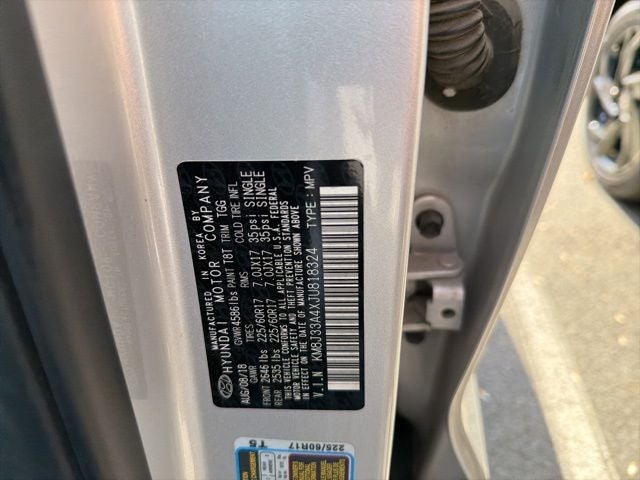 MANUFACTURED IN KOREA BY
HYUNDAI MOTOR COMPANY
AUG/08/18 GVWR 4586 lbs PAINT T8T TRIM TGG
GAWR TIRES RIMS COLD TIRE INFL
FRONT 2646 lbs 225/60R17 7.0JX17 35psi SINGLE
REAR 2535 lbs 225/60R17 7.0JX17 35psi SINGLE
THIS VEHICLE CONFORMS TO ALL APPLICABLE U.S.A. FEDERAL
MOTOR VEHICLE SAFETY AND THEFT PREVENTION STANDARDS
IN EFFECT ON THE DATE OF MANUFACTURE SHOWN ABOVE
V.I.N : KM8J33A4XJU818324 TYPE : MPV
225/60R17
T5